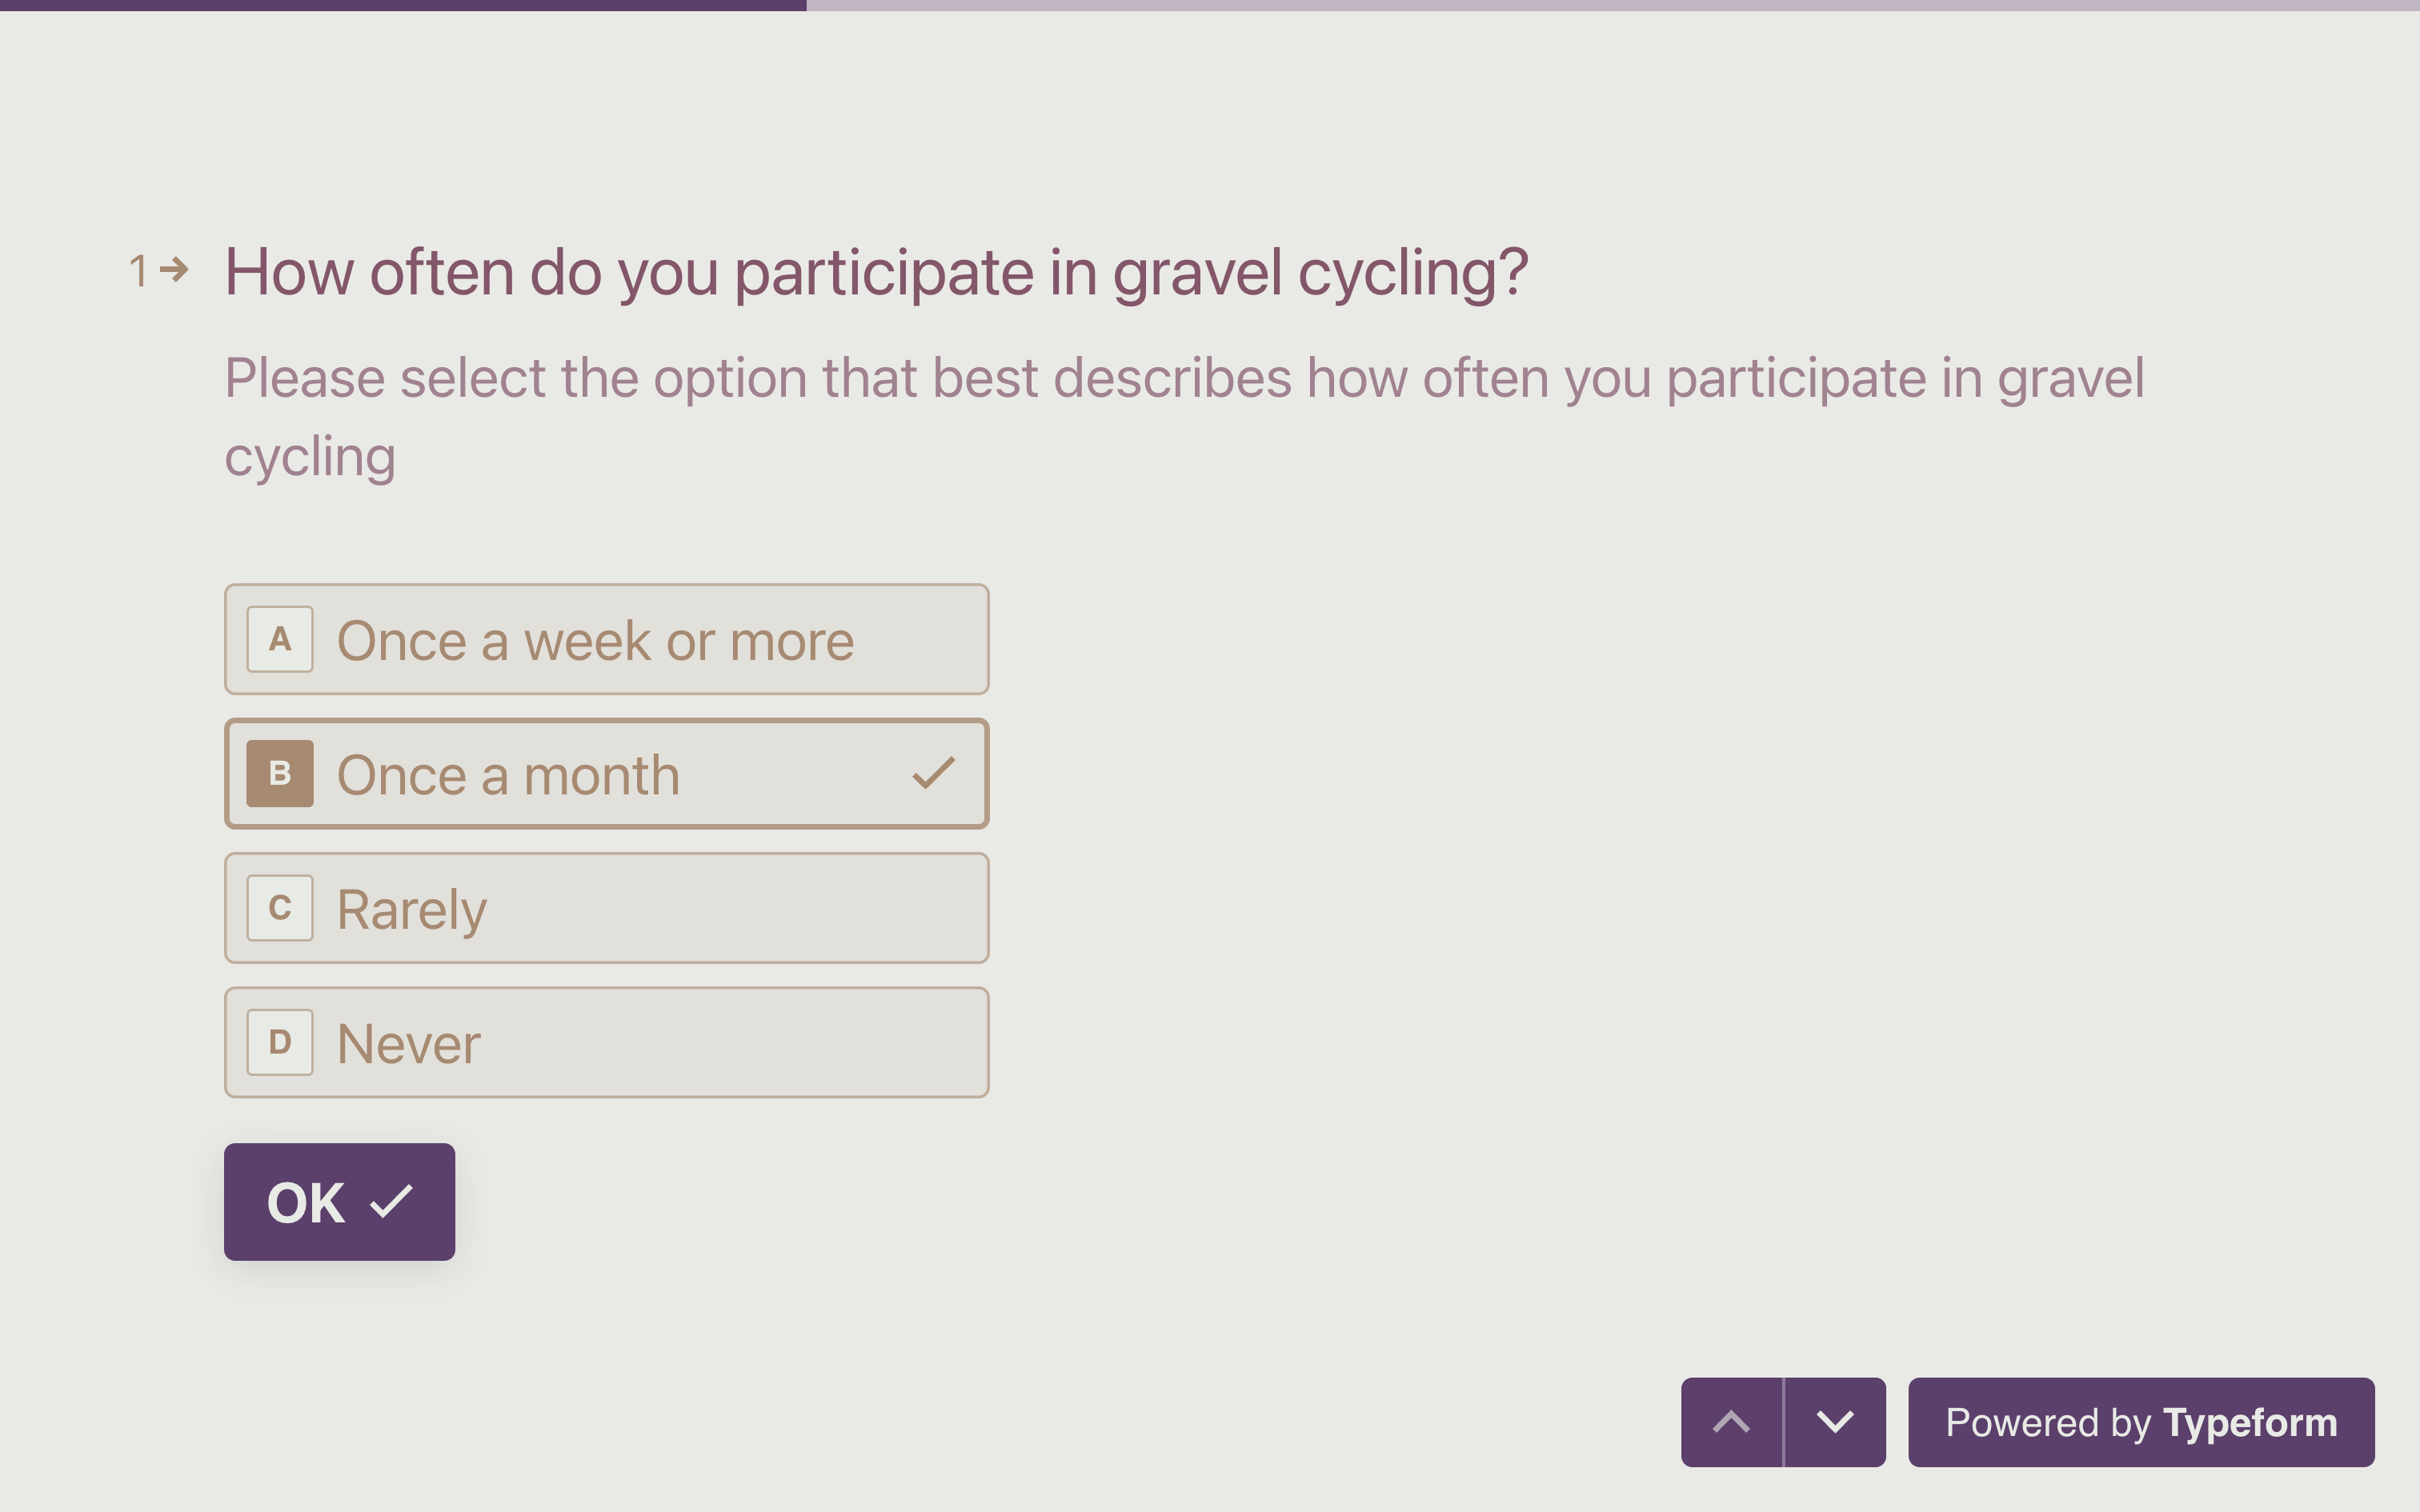 1 → How often do you participate in gravel cycling?
Please select the option that best describes how often you participate in gravel
cycling
A Once a week or more
B Once a month
C Rarely
D Never
OK
Powered by Typeform